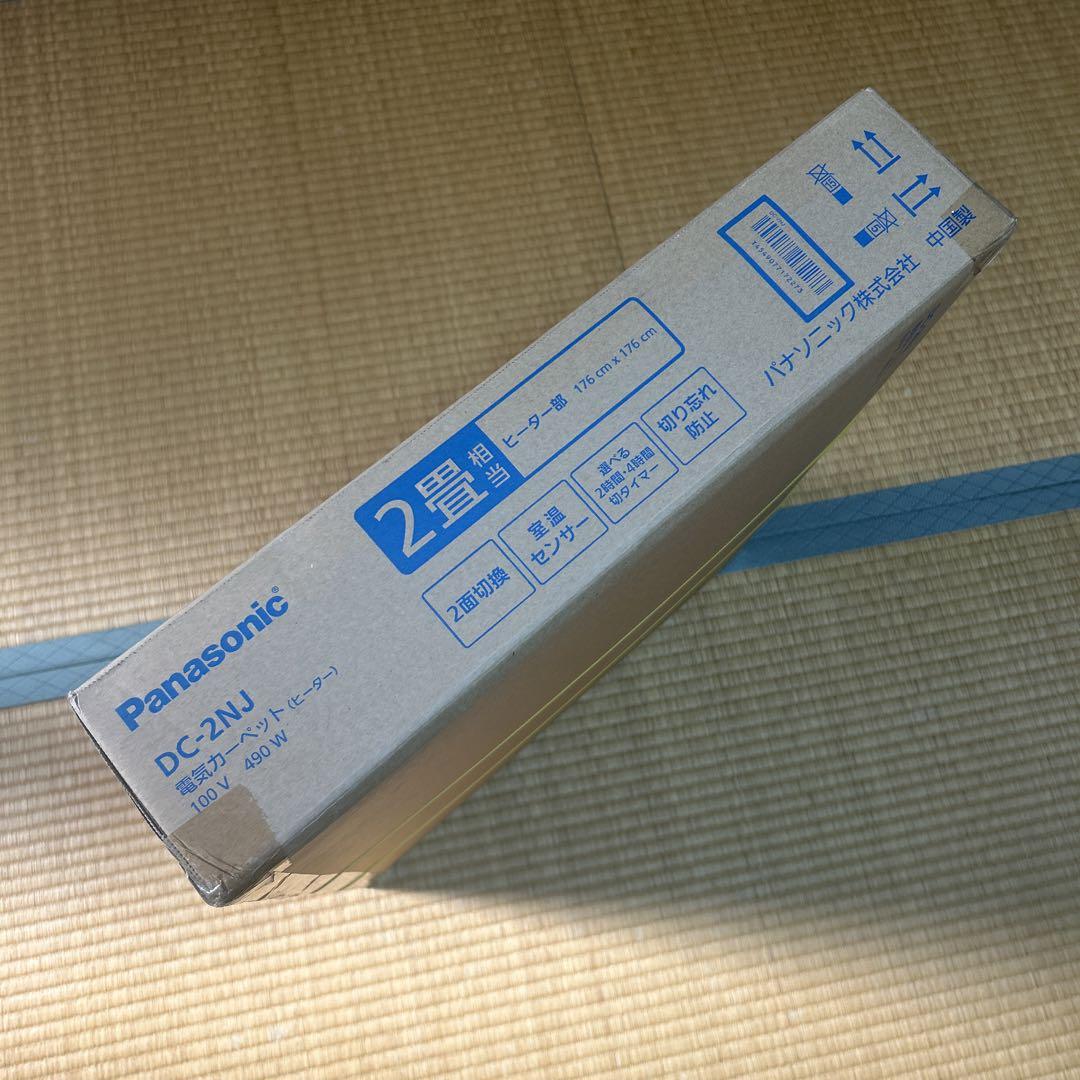 Panasonic®
DC-2NJ
電気カーペット(ヒーター)
100 V 490 W
2畳
相当
ヒーター部 176 cm x 176 cm
2面切換
室温
センサー
選べる
2時間・4時間
切タイマー
切り忘れ
防止
DC-2NJ
4549077172273
パナソニック株式会社
中国製